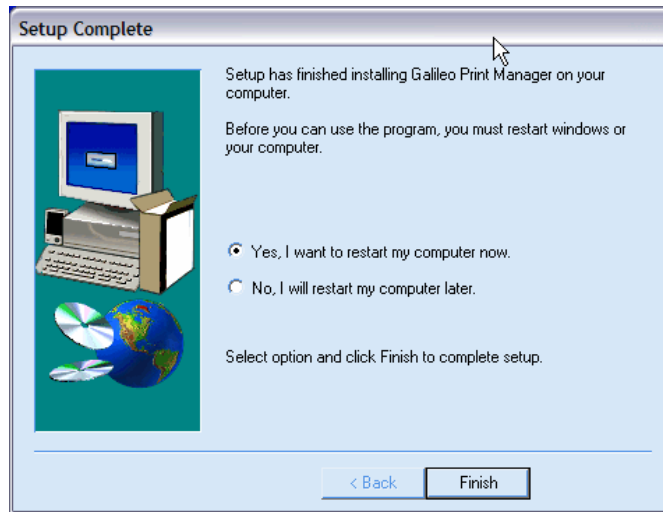 Setup Complete
Setup has finished installing Galileo Print Manager on your
computer.
Before you can use the program, you must restart windows or
your computer.
Yes, I want to restart my computer now.
No, I will restart my computer later.
Select option and click Finish to complete setup.
< Back
Finish